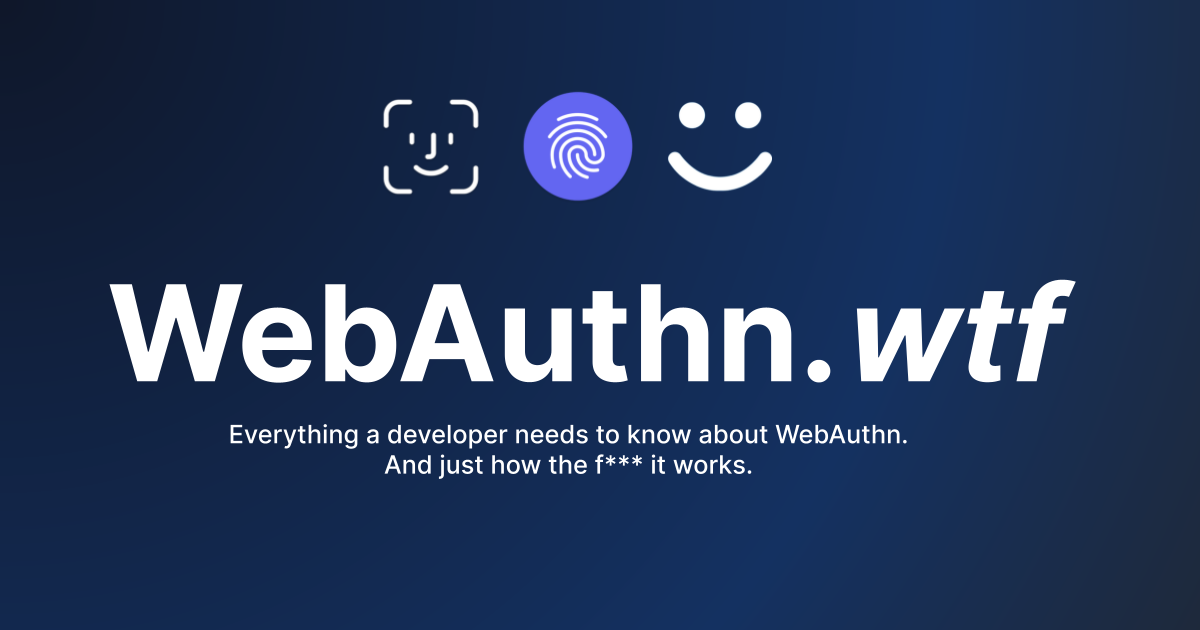 WebAuthn.wtf
Everything a developer needs to know about WebAuthn.
And just how the f*** it works.